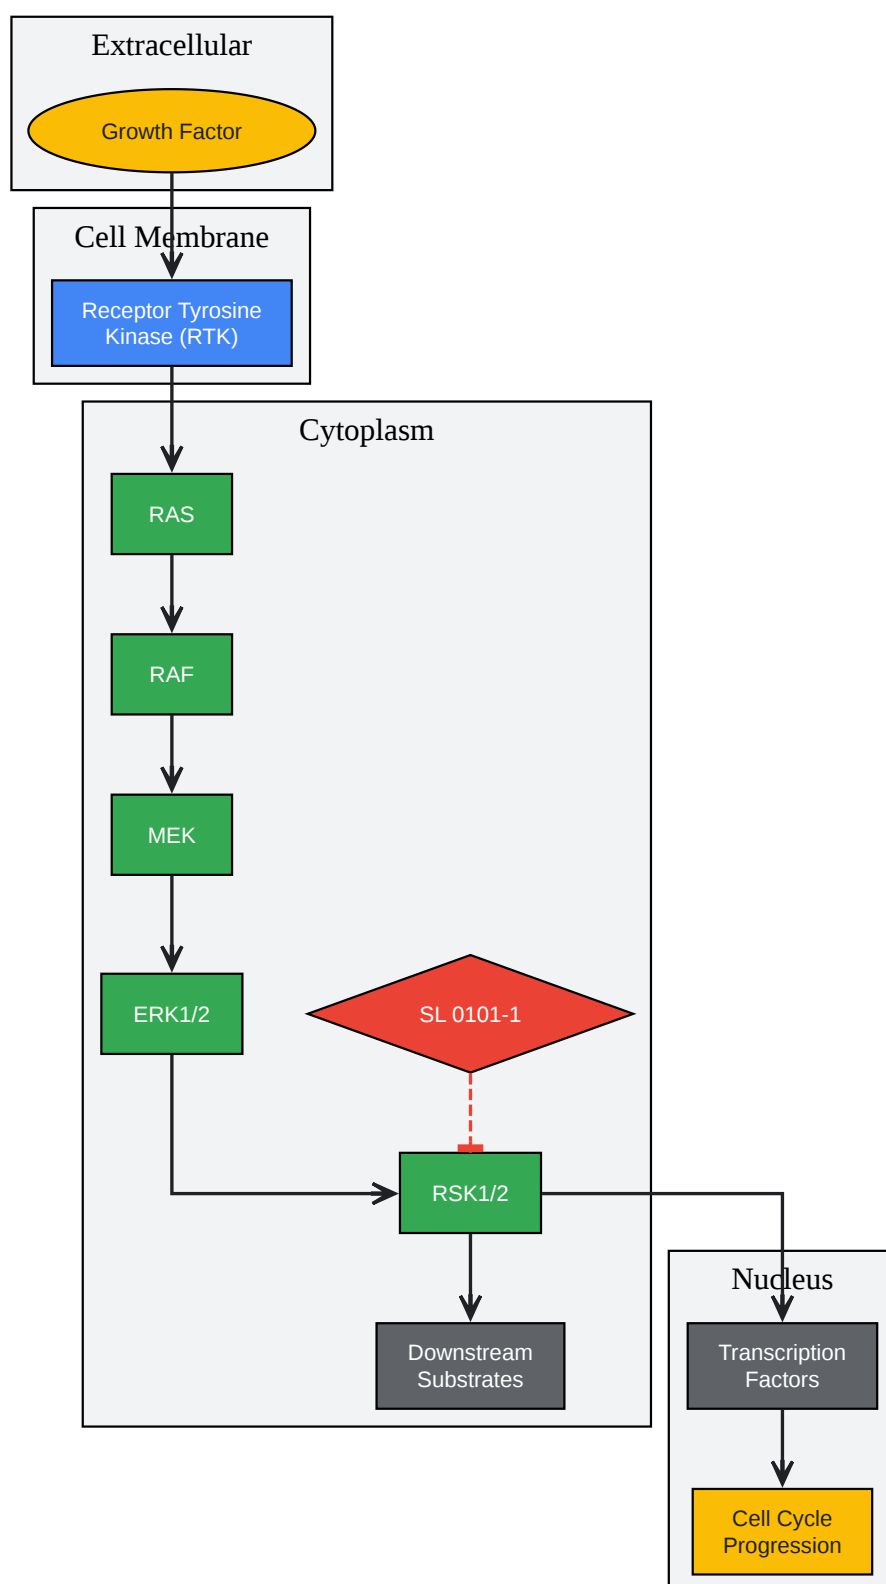 Extracellular
Growth Factor
Cell Membrane
Receptor Tyrosine
Kinase (RTK)
Cytoplasm
RAS
RAF
MEK
ERK1/2
SL 0101-1
RSK1/2
Downstream
Substrates
Nucleus
Transcription
Factors
Cell Cycle
Progression